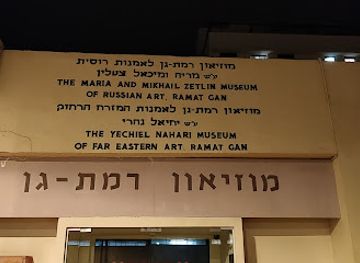 מוזיאון רמת-גן לאמנות רוסית
ע"ש מריה ומיכאל צטלין
THE MARIA AND MIKHAIL ZETLIN MUSEUM
OF RUSSIAN ART, RAMAT GAN
מוזיאון רמת-גן לאמנות המזרח הרחוק
ע"ש יחיאל נהרי
THE YECHIEL NAHARI MUSEUM
OF FAR EASTERN ART, RAMAT GAN
מוזיאון רמת-גן